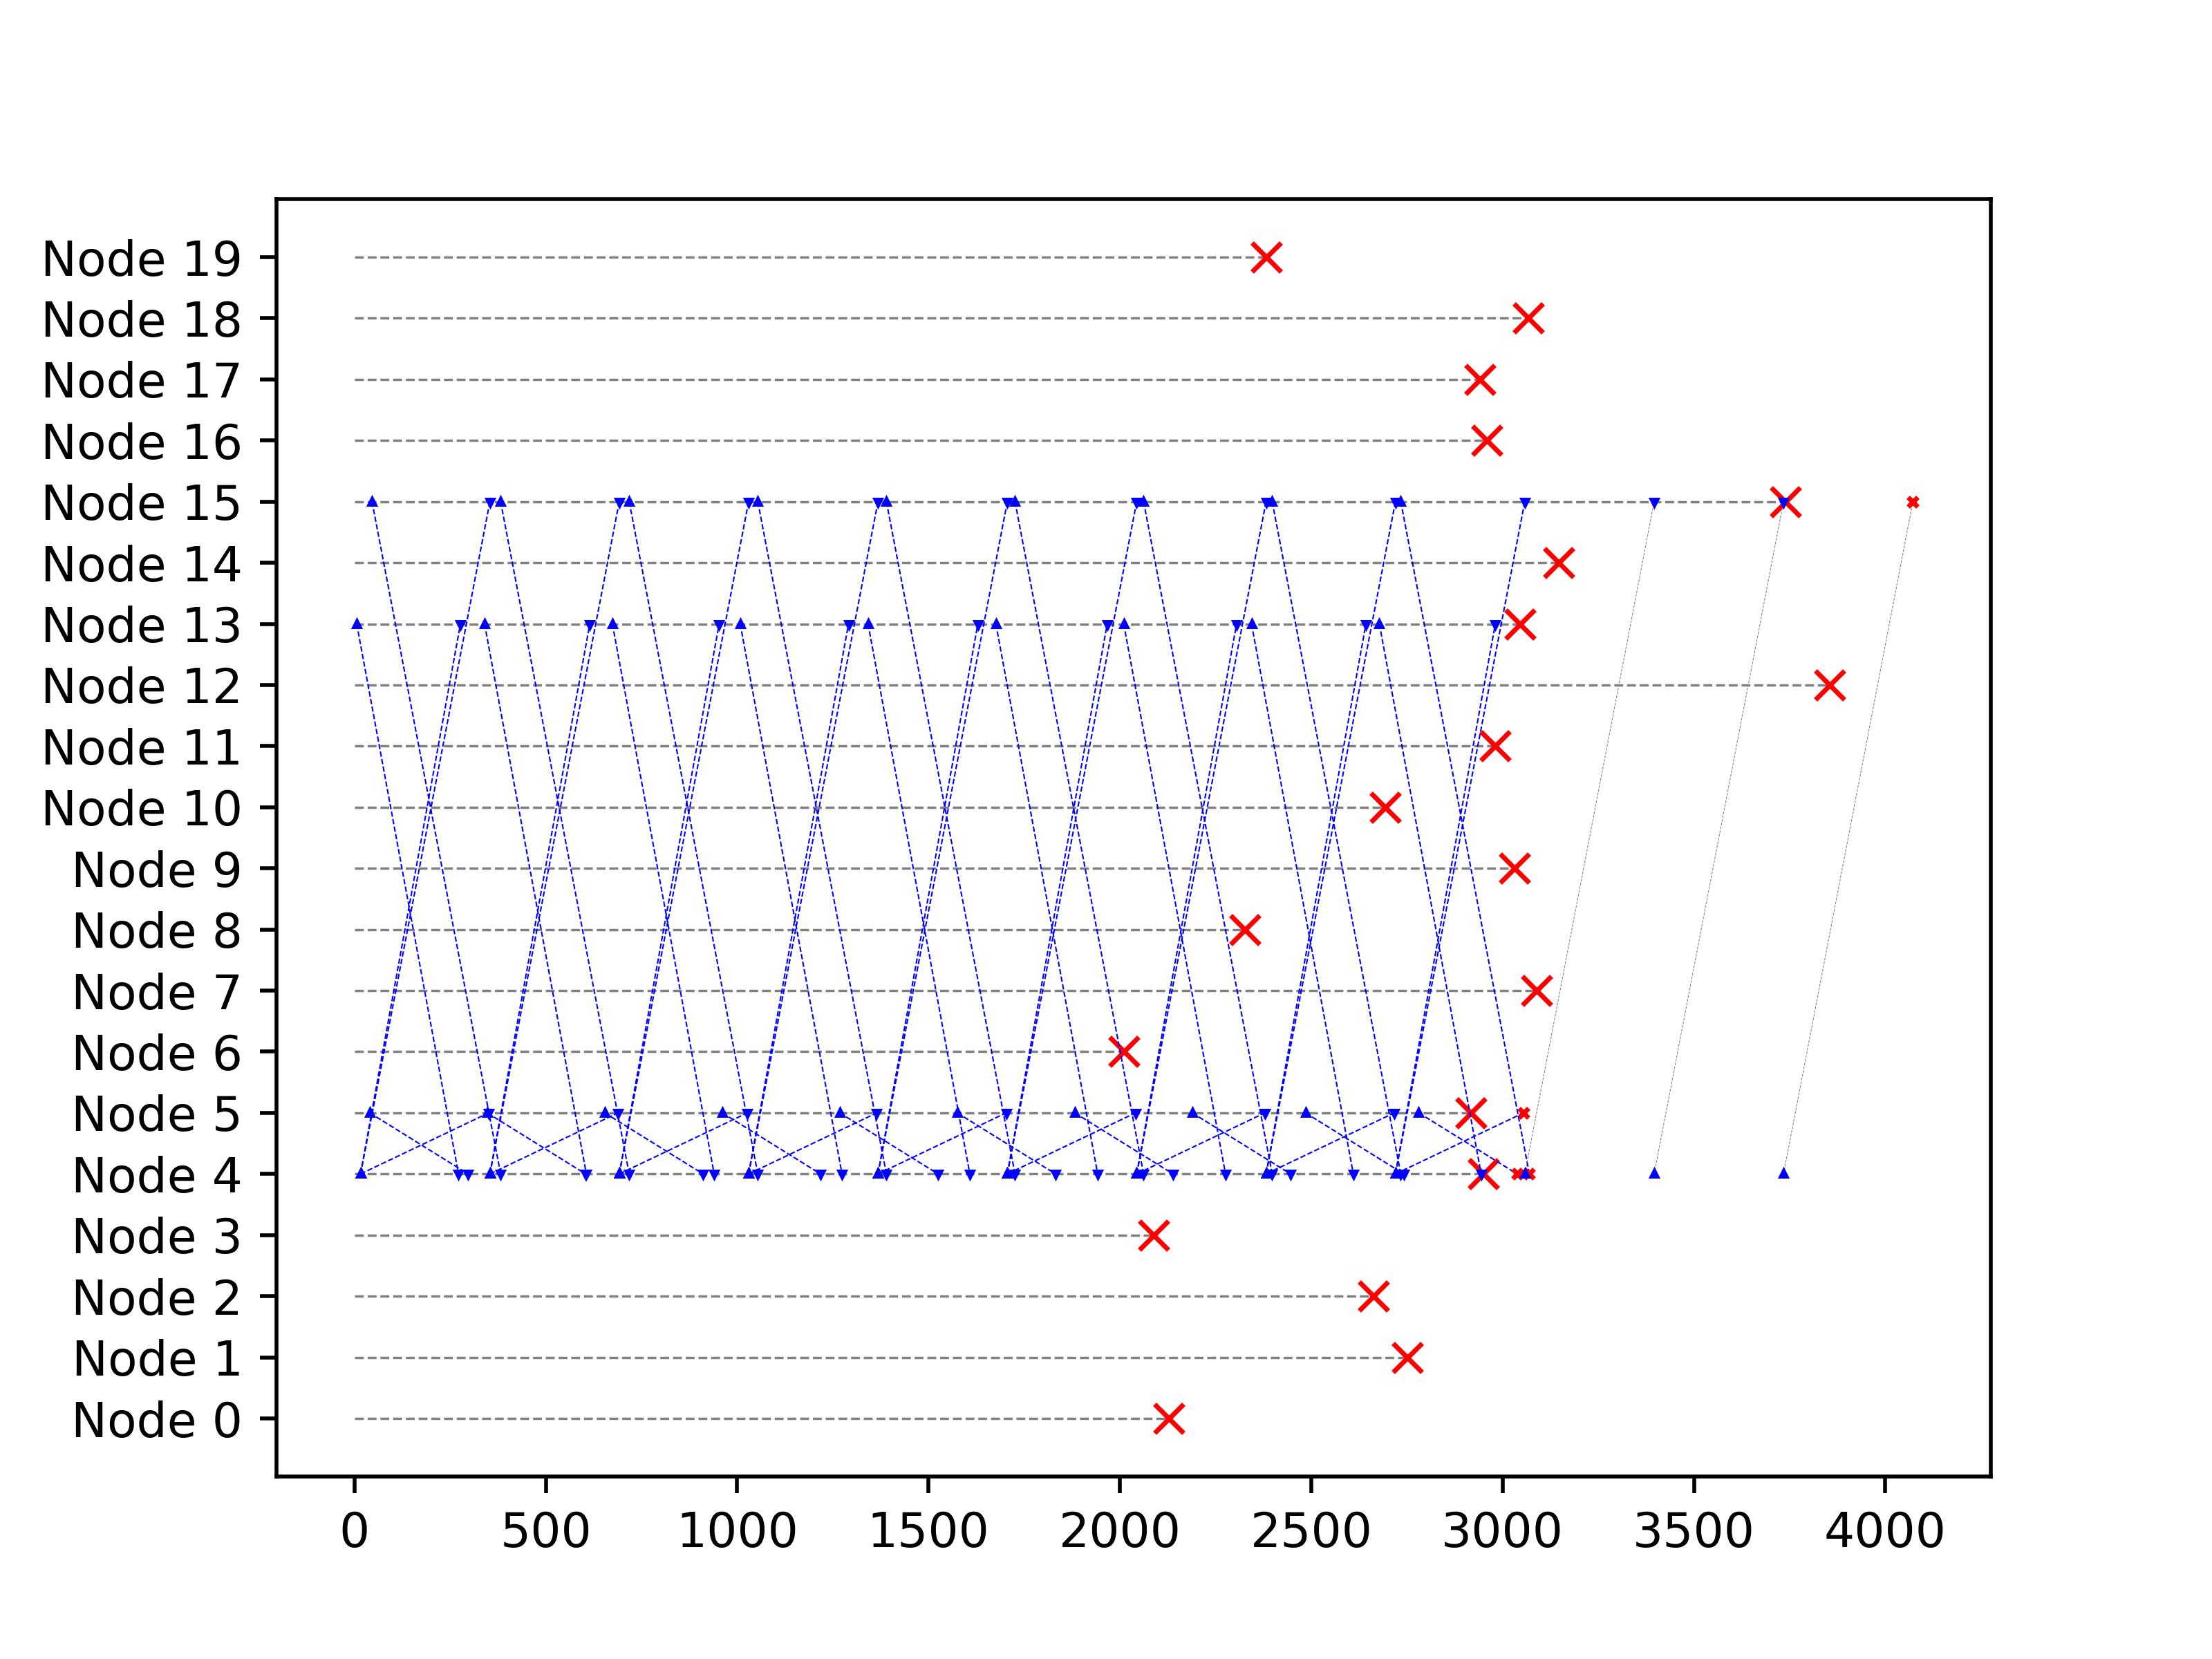 Node 19
Node 18
Node 17
Node 16
Node 15
Node 14
Node 13
Node 12
Node 11
Node 10
Node 9
Node 8
Node 7
Node 6
Node 5
Node 4
Node 3
Node 2
Node 1
Node 0
0 500 1000 1500 2000 2500 3000 3500 4000